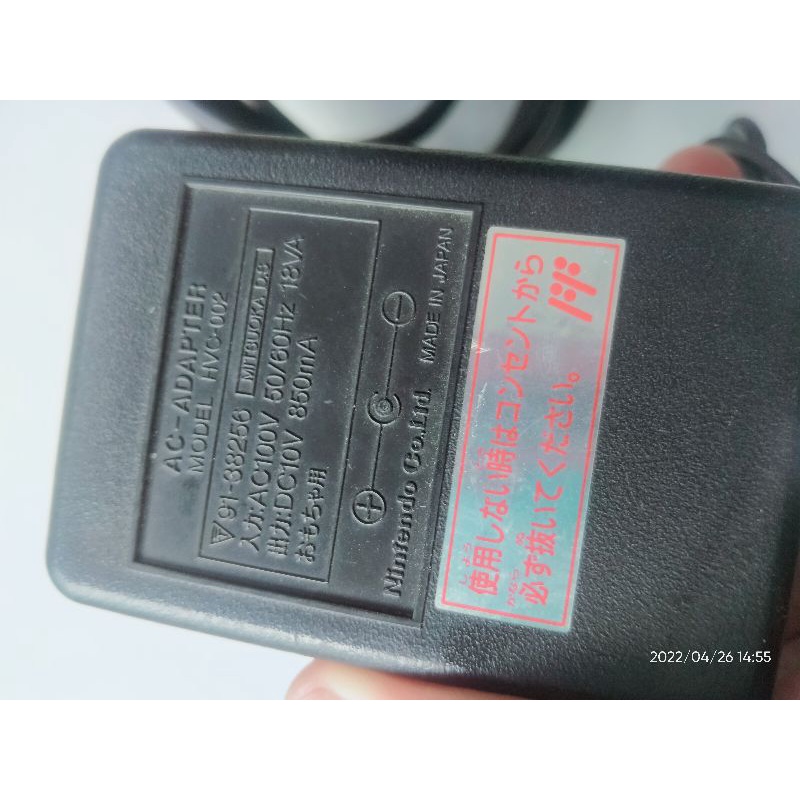 AC-ADAPTER
MODEL HVC-002
▽91-38256 MITSUOKA D.S
入力:AC100V 50/60Hz 18VA
出力:DC10V 850mA
おもちゃ用
Nintendo Co.,Ltd. MADE IN JAPAN
使用しない時はコンセントから
必ず抜いてください。
2022/04/26 14:55